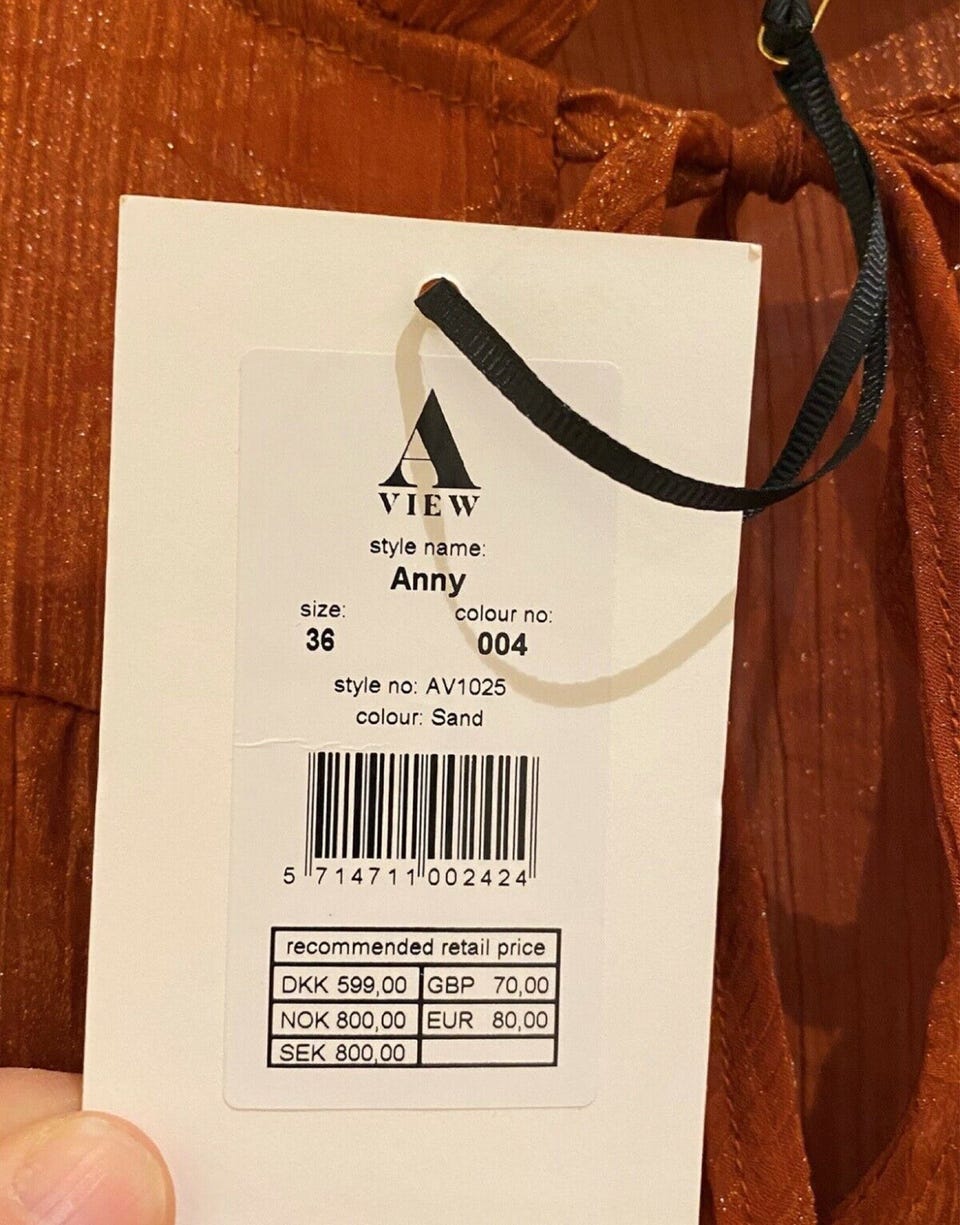 A
VIEW
style name:
Anny
size: colour no:
36 004
style no: AV1025
colour: Sand
5 714711 002424
recommended retail price
DKK 599,00 GBP 70,00
NOK 800,00 EUR 80,00
SEK 800,00